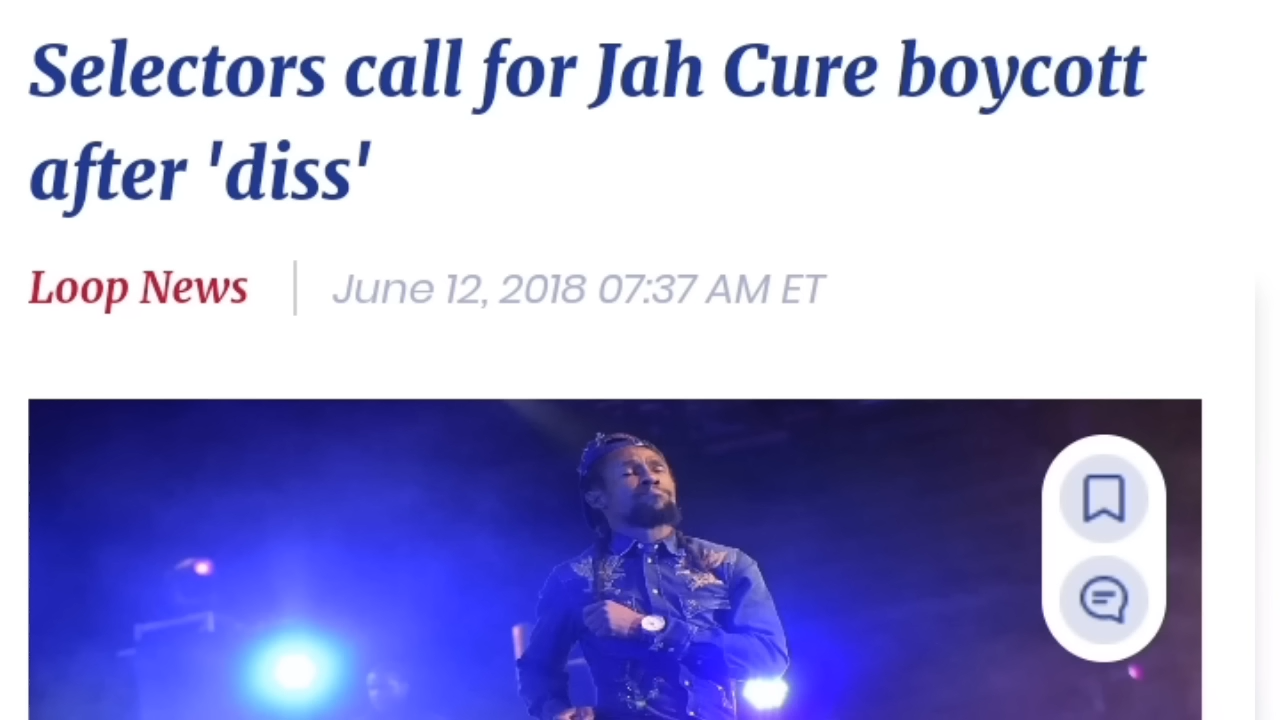 Selectors call for Jah Cure boycott
after 'diss'
Loop News
June 12, 2018 07:37 AM ET